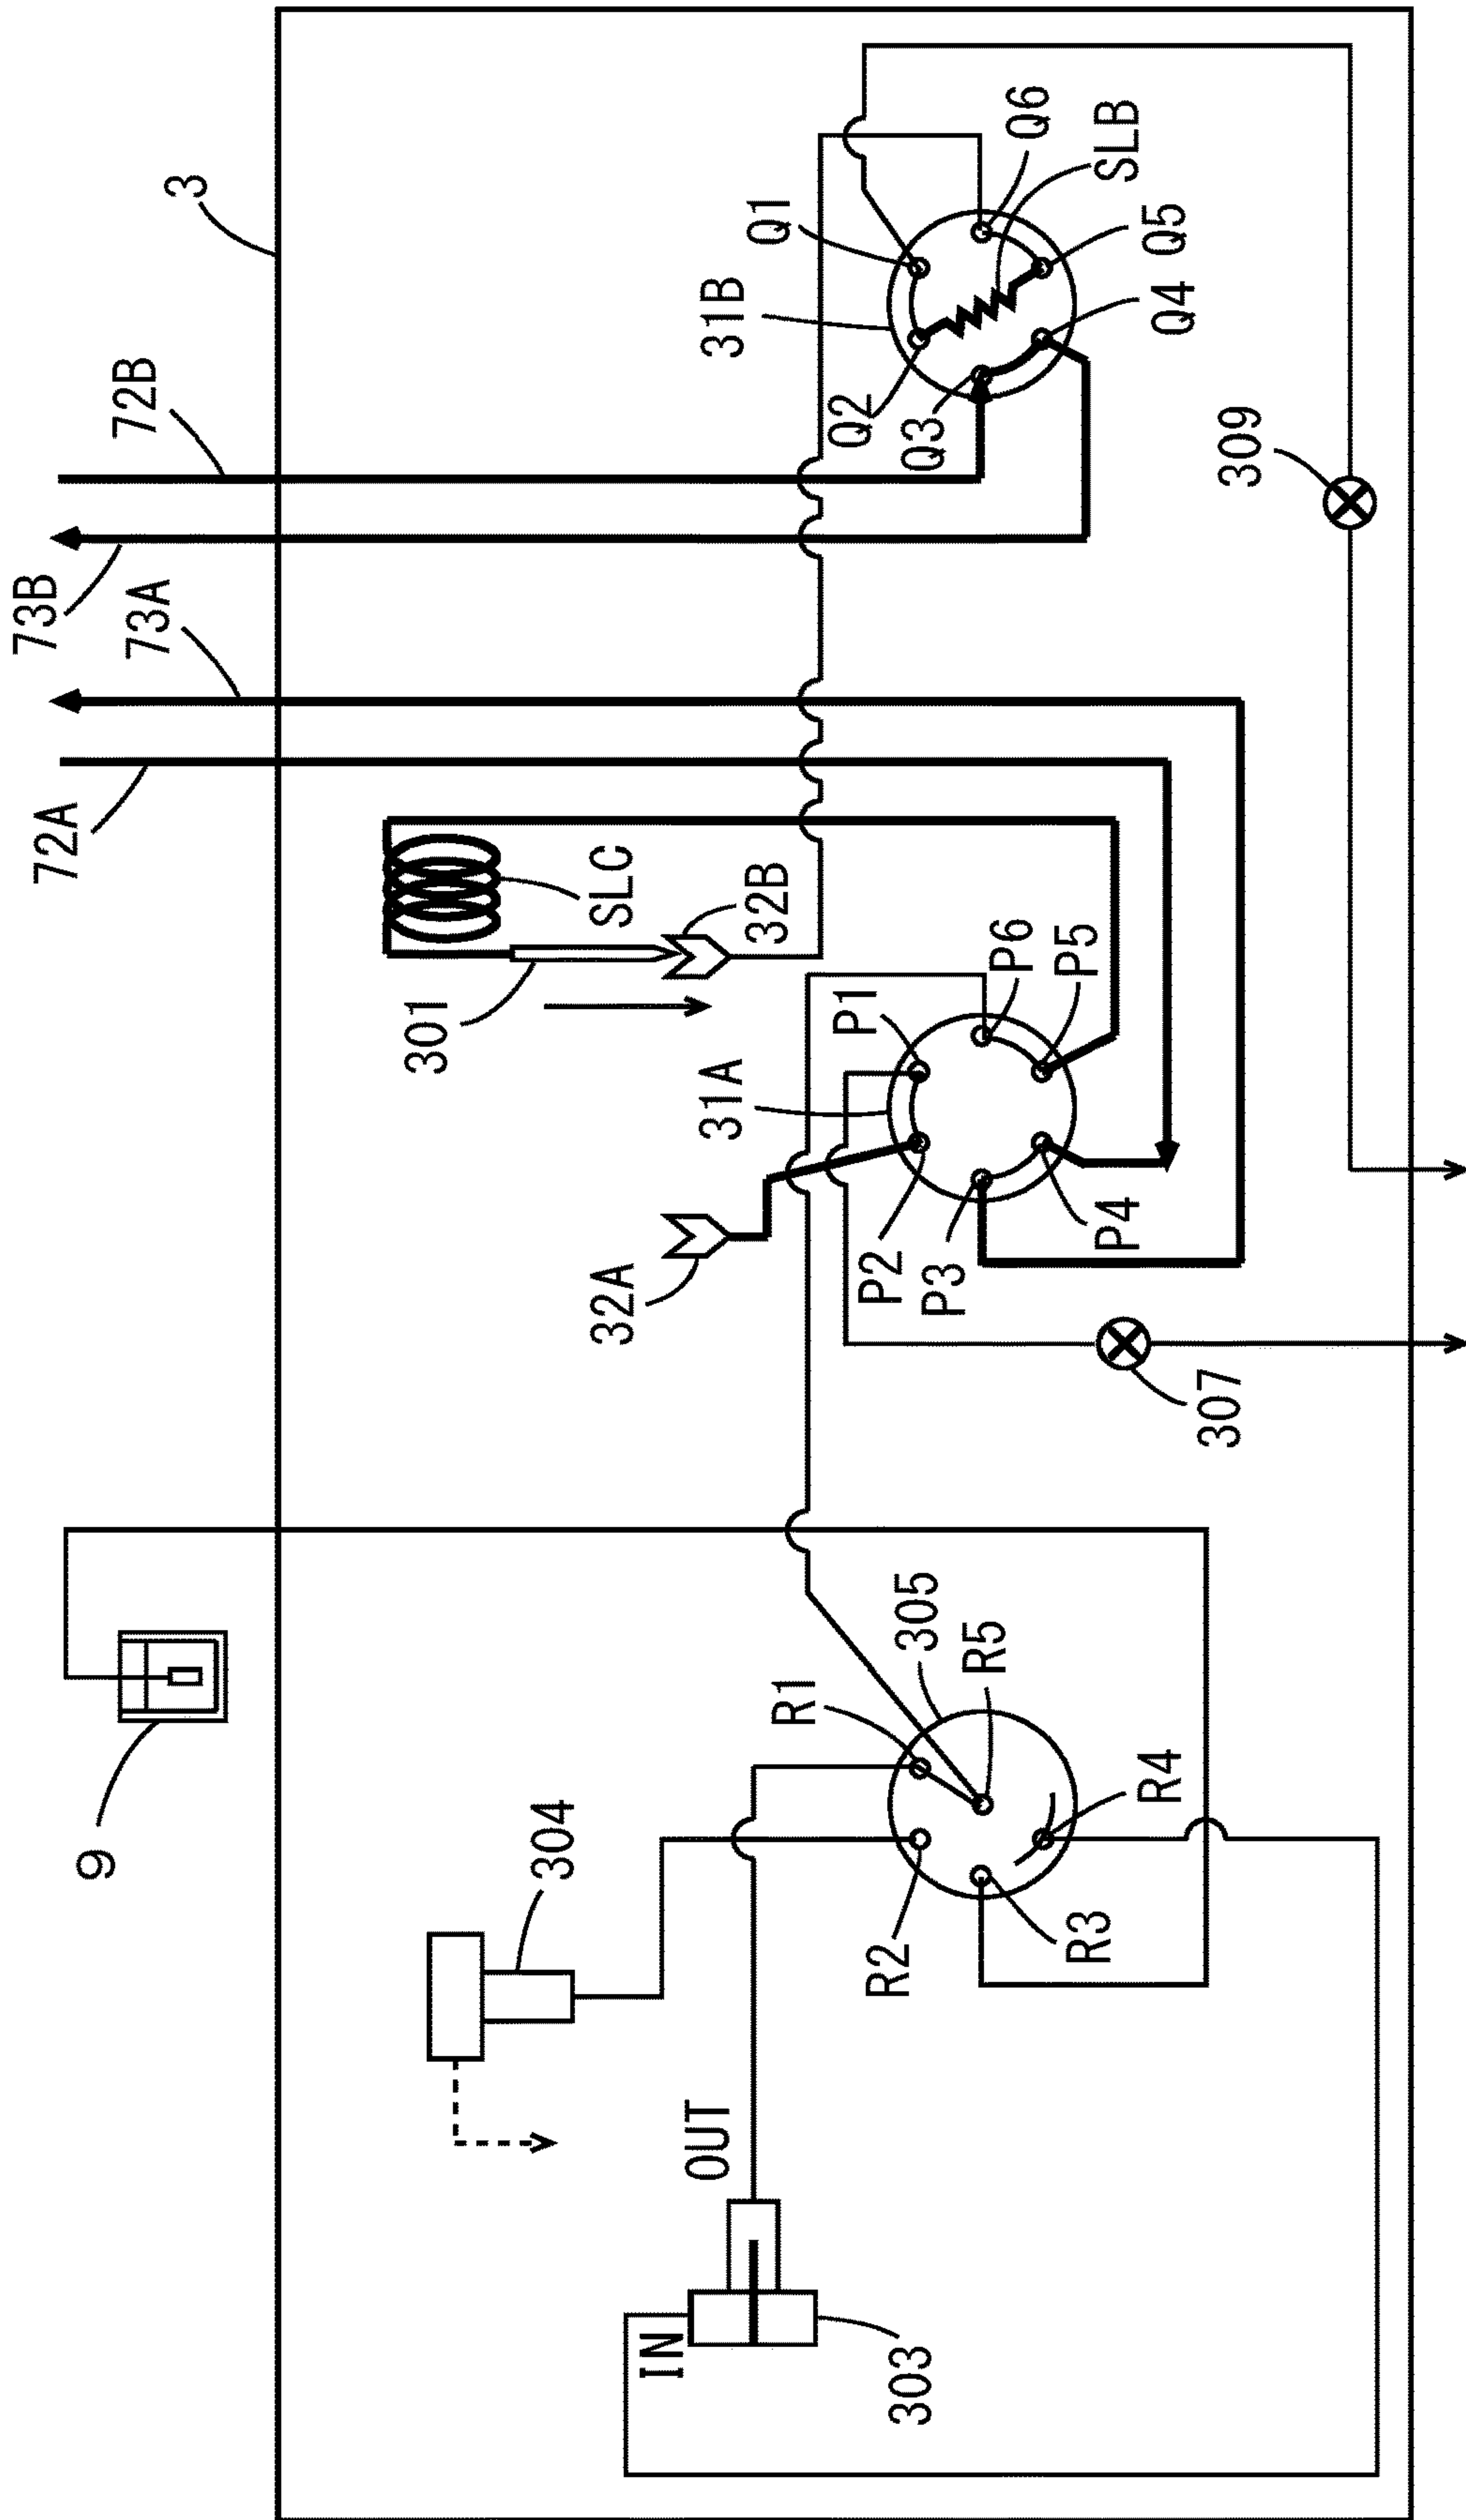 3
9
72B
73B
73A
72A
SLC
301
32B
31B
Q1
Q2
Q3
Q4
Q5
Q6
SLB
309
31A
P1
P2
P3
P4
P5
P6
32A
307
305
R1
R2
R3
R4
R5
304
OUT
IN
303